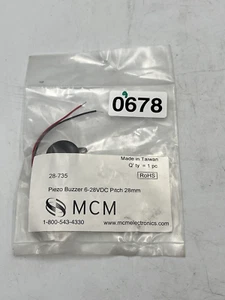 0678
Made in Taiwan
Q'ty = 1 pc
28-735
RoHS
Piezo Buzzer 6-28VDC Pitch 28mm
MCM
1-800-543-4330
www.mcmelectronics.com